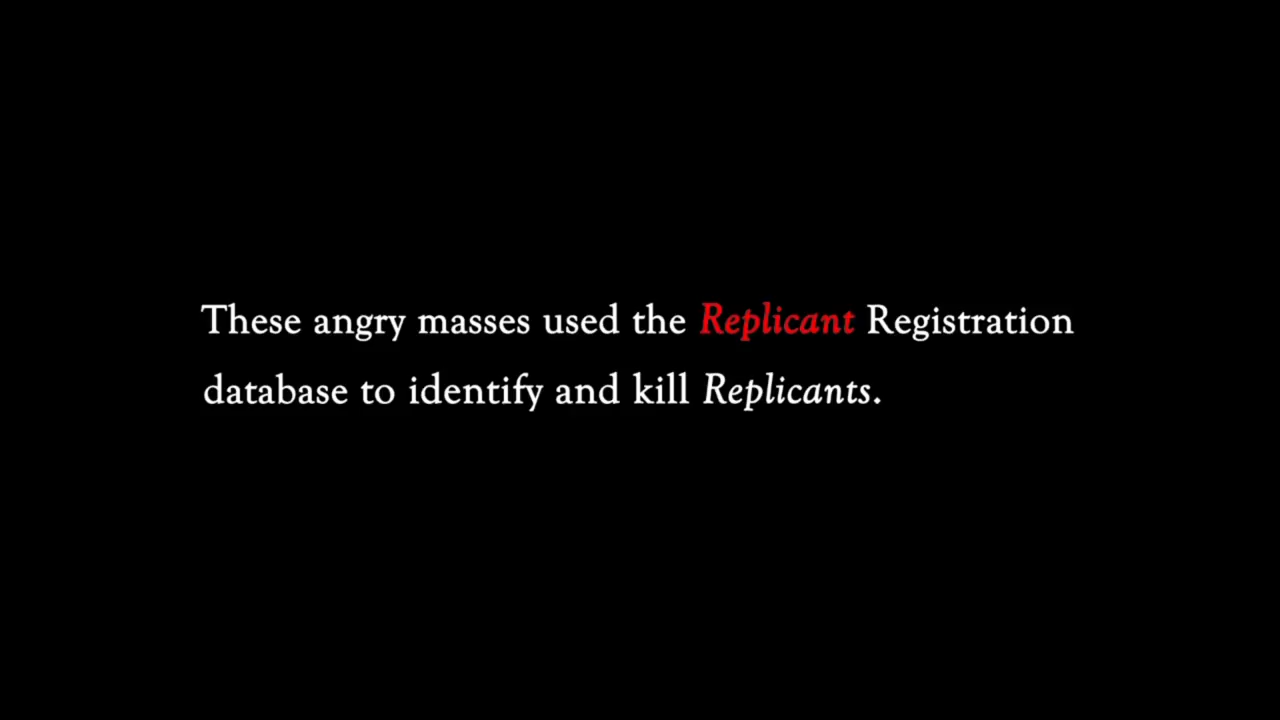 These angry masses used the Replicant Registration
database to identify and kill Replicants.